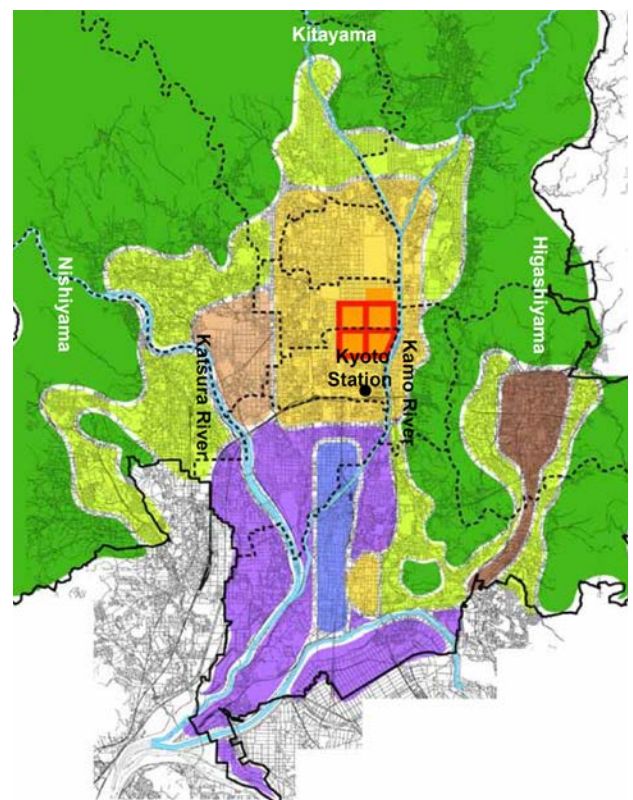 Kitayama
Nishiyama
Higashiyama
Katsura River
Kamo River
Kyoto
Station